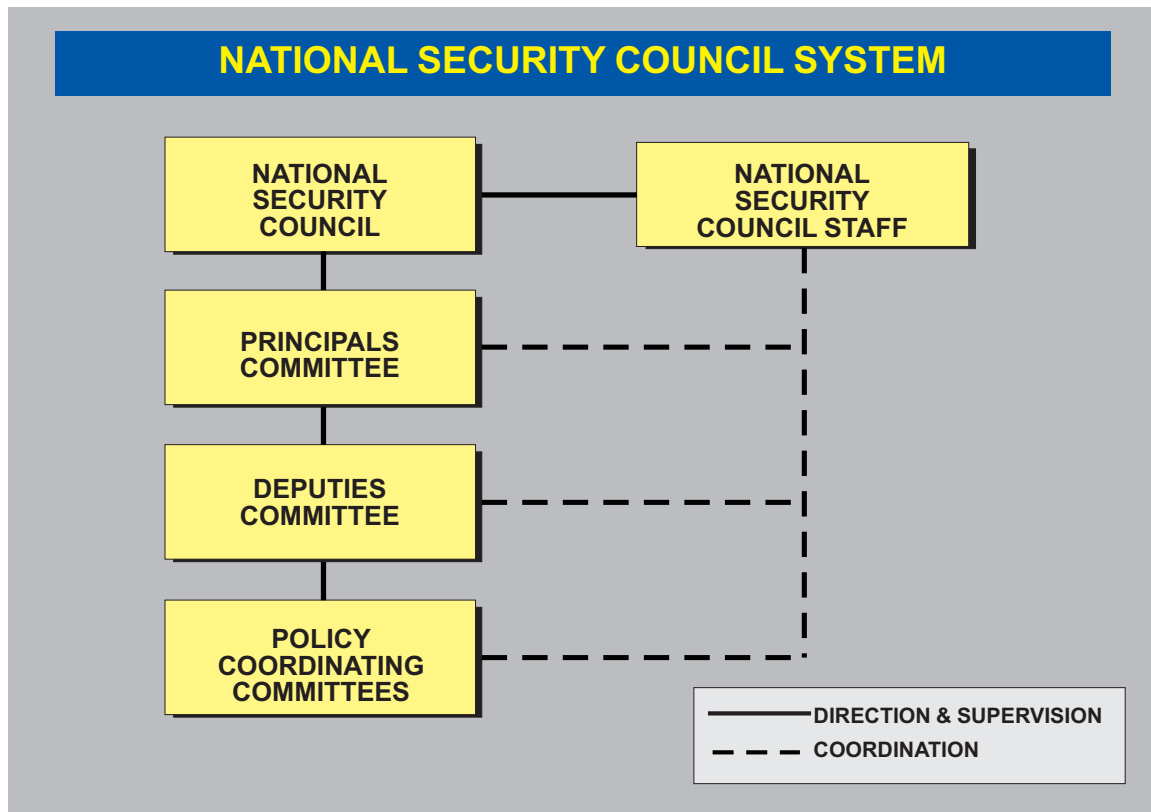 NATIONAL SECURITY COUNCIL SYSTEM
NATIONAL
SECURITY
COUNCIL
NATIONAL
SECURITY
COUNCIL STAFF
PRINCIPALS
COMMITTEE
DEPUTIES
COMMITTEE
POLICY
COORDINATING
COMMITTEES
DIRECTION & SUPERVISION
COORDINATION